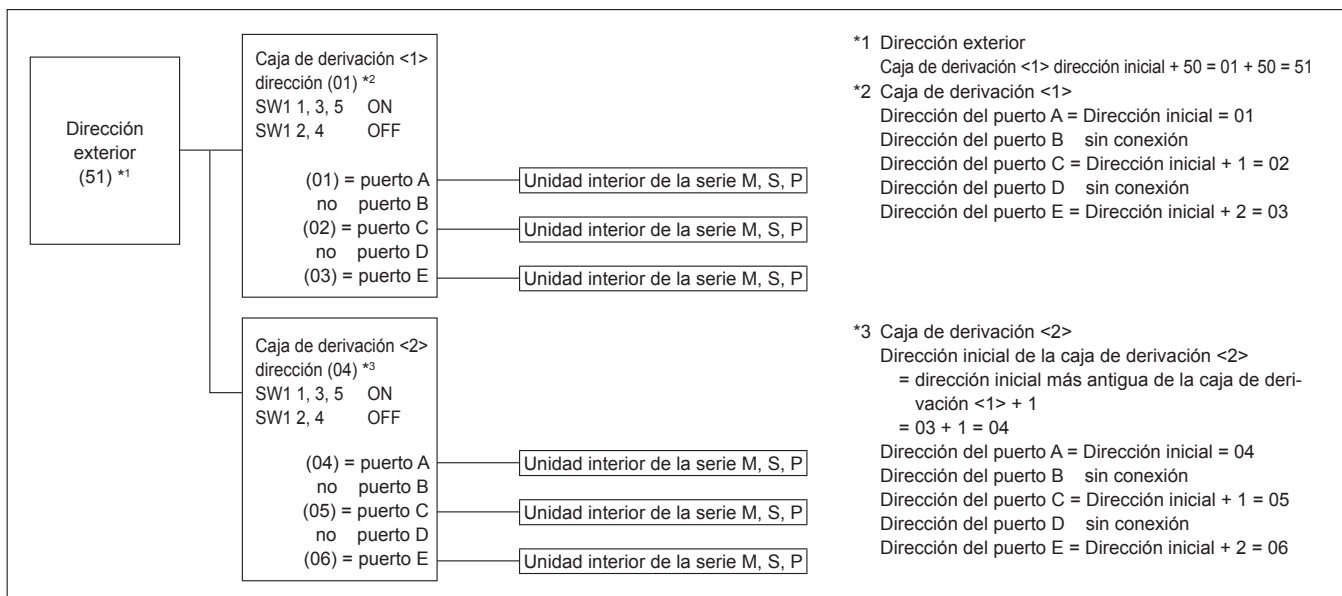 Dirección
exterior
(51) *1
Caja de derivación <1>
dirección (01) *2
SW1 1, 3, 5 ON
SW1 2, 4 OFF
(01) = puerto A
no puerto B
(02) = puerto C
no puerto D
(03) = puerto E
Unidad interior de la serie M, S, P
Unidad interior de la serie M, S, P
Unidad interior de la serie M, S, P
Caja de derivación <2>
dirección (04) *3
SW1 1, 3, 5 ON
SW1 2, 4 OFF
(04) = puerto A
no puerto B
(05) = puerto C
no puerto D
(06) = puerto E
Unidad interior de la serie M, S, P
Unidad interior de la serie M, S, P
Unidad interior de la serie M, S, P
*1 Dirección exterior
Caja de derivación <1> dirección inicial + 50 = 01 + 50 = 51
*2 Caja de derivación <1>
Dirección del puerto A = Dirección inicial = 01
Dirección del puerto B sin conexión
Dirección del puerto C = Dirección inicial + 1 = 02
Dirección del puerto D sin conexión
Dirección del puerto E = Dirección inicial + 2 = 03
*3 Caja de derivación <2>
Dirección inicial de la caja de derivación <2>
= dirección inicial más antigua de la caja de deri-
vación <1> + 1
= 03 + 1 = 04
Dirección del puerto A = Dirección inicial = 04
Dirección del puerto B sin conexión
Dirección del puerto C = Dirección inicial + 1 = 05
Dirección del puerto D sin conexión
Dirección del puerto E = Dirección inicial + 2 = 06